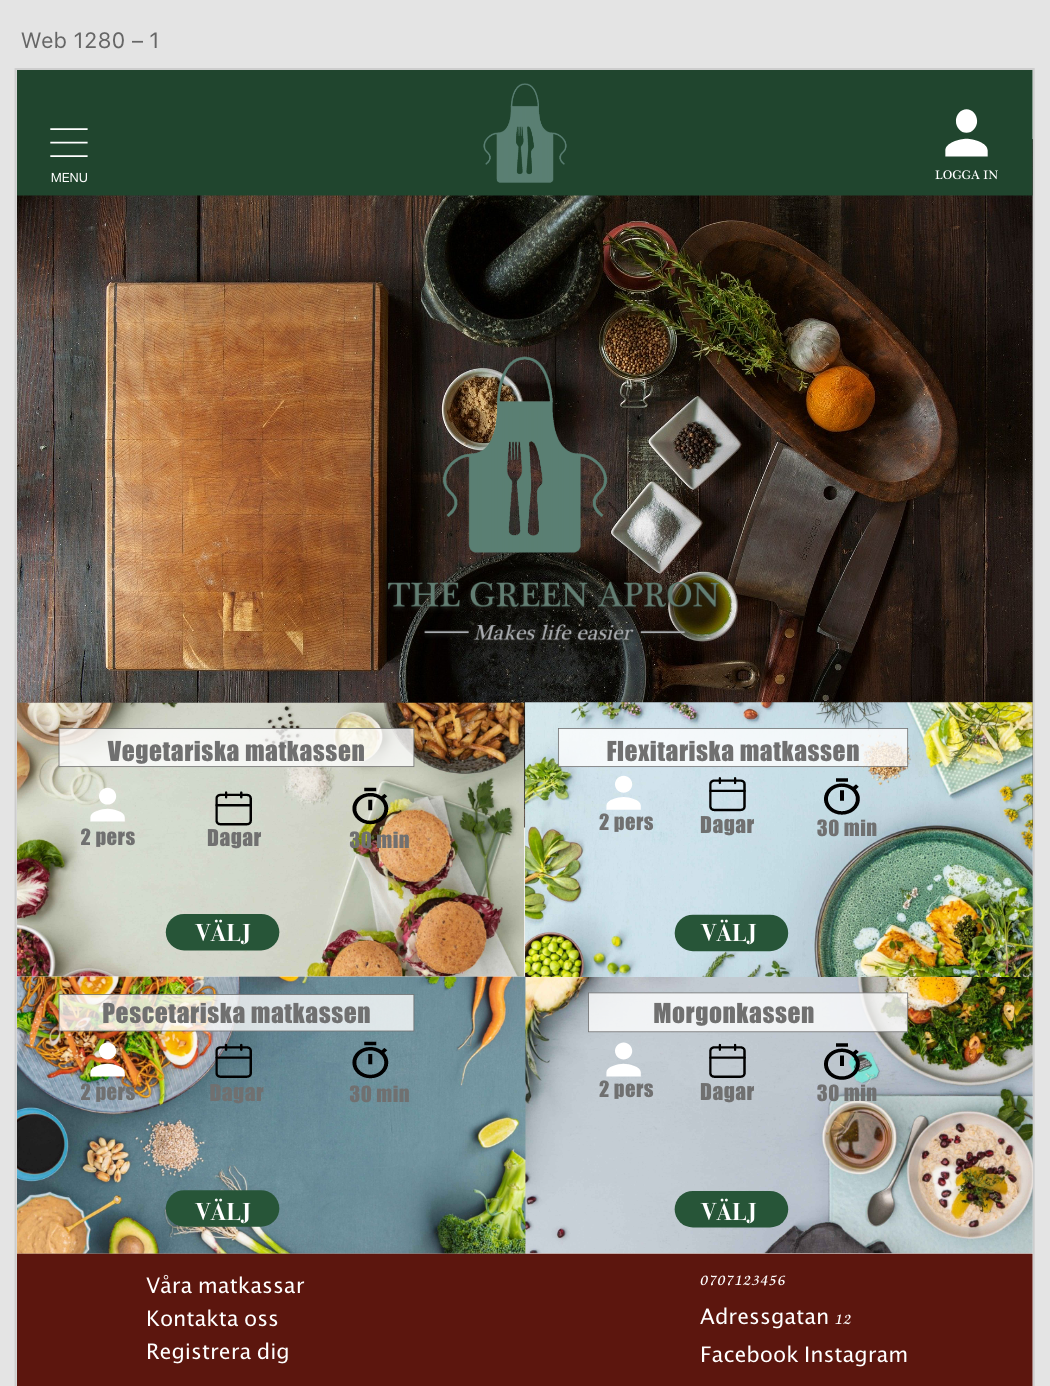 Web 1280 – 1
MENU
LOGGA IN
THE GREEN APRON
Makes life easier
Vegetariska matkassen
2 pers
Dagar
30 min
VÄLJ
Flexitariska matkassen
2 pers
Dagar
30 min
VÄLJ
Pescetariska matkassen
2 pers
Dagar
30 min
VÄLJ
Morgonkassen
2 pers
Dagar
30 min
VÄLJ
Våra matkassar
Kontakta oss
Registrera dig
0707123456
Adressgatan 12
Facebook Instagram